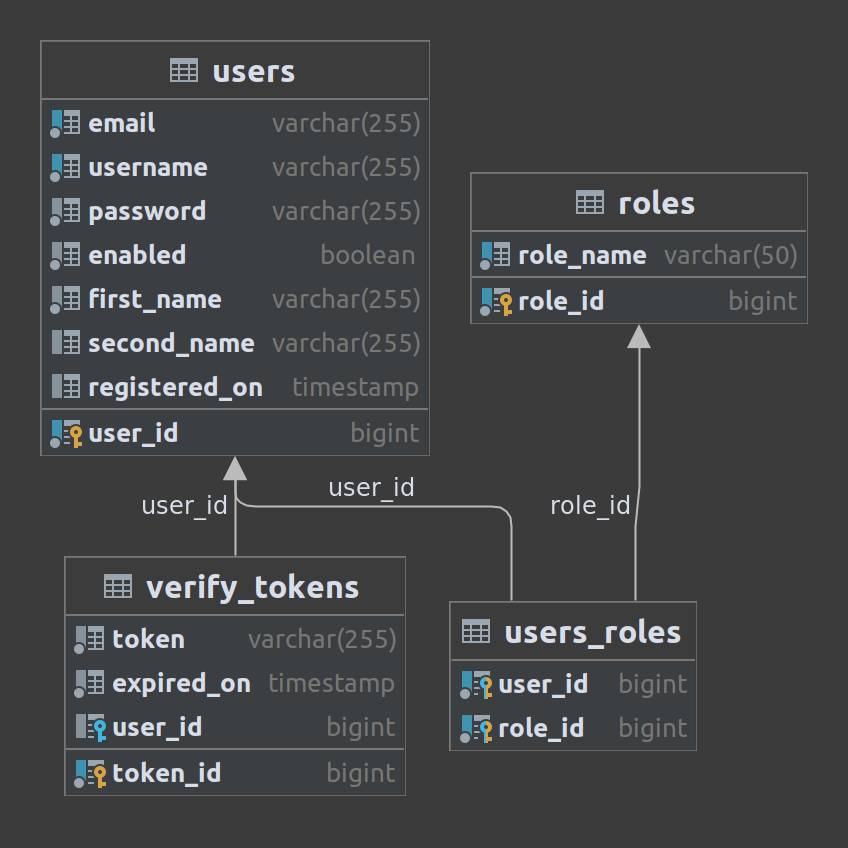 users
email varchar(255)
username varchar(255)
password varchar(255)
enabled boolean
first_name varchar(255)
second_name varchar(255)
registered_on timestamp
user_id bigint
roles
role_name varchar(50)
role_id bigint
user_id
user_id
role_id
verify_tokens
token varchar(255)
expired_on timestamp
user_id bigint
token_id bigint
users_roles
user_id bigint
role_id bigint